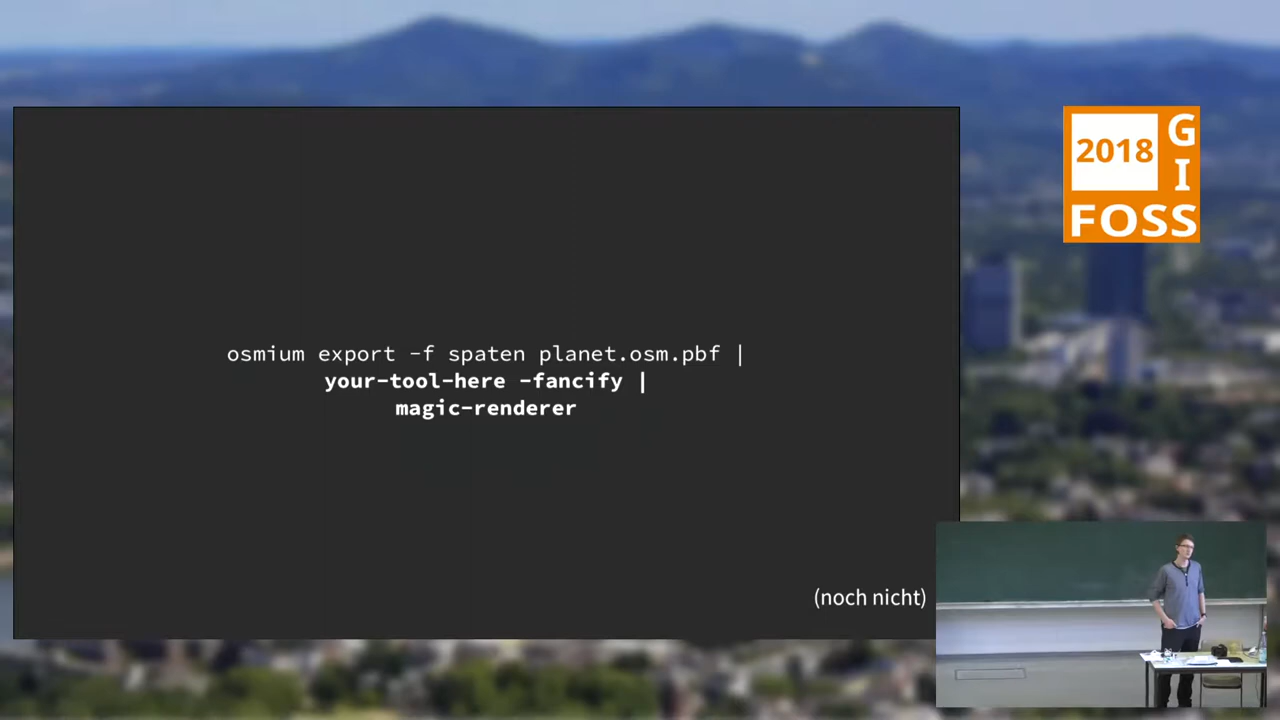 osmium export -f spaten planet.osm.pbf |
your-tool-here -fancify |
magic-renderer
(noch nicht)
2018
G
I
FOSS